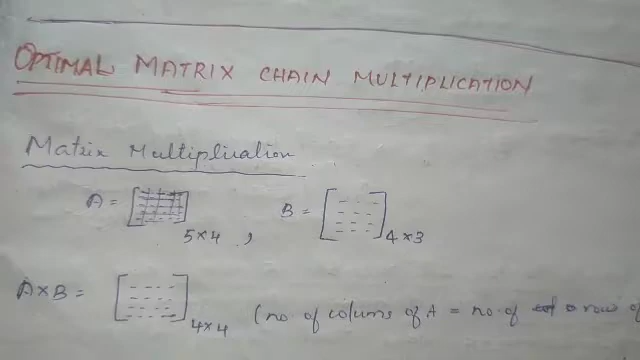 OPTIMAL MATRIX CHAIN MULTIPLICATION
Matrix Multiplication
A = [ ] 5×4 , B = [ ] 4×3
A×B = [ ] 4×4 (no of colums of A = no. of row of